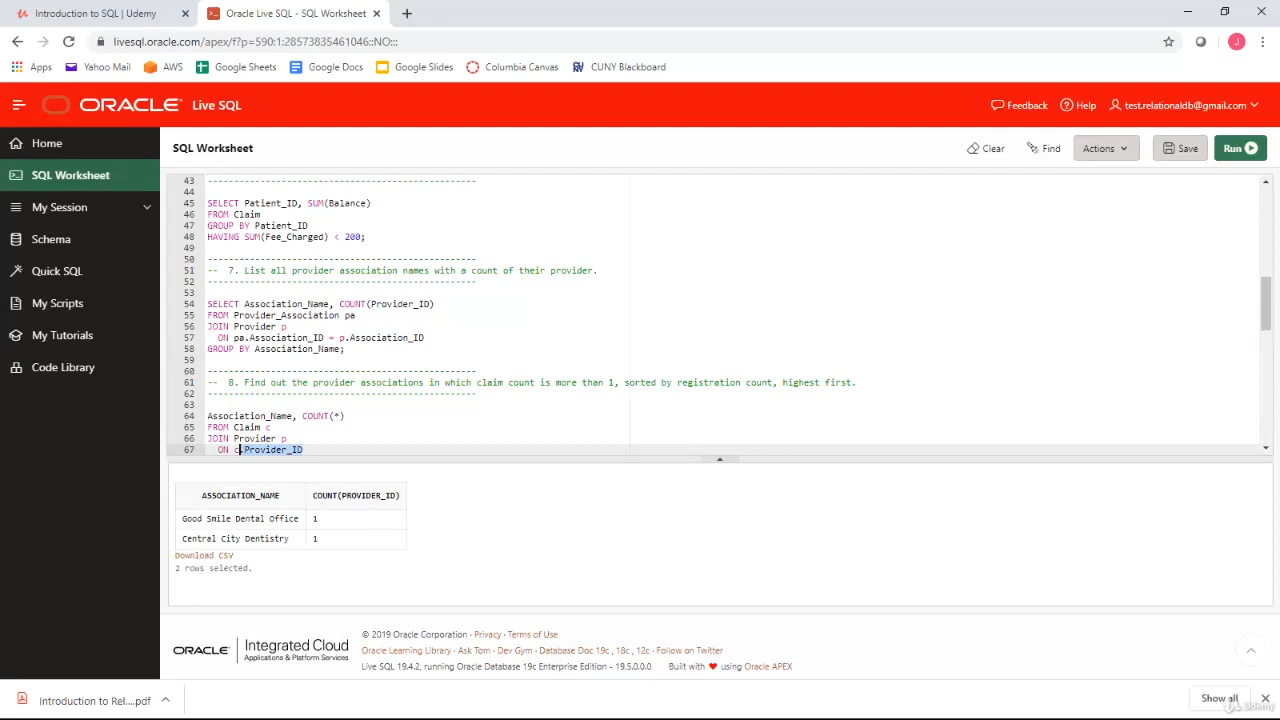 Introduction to SQL | Udemy
Oracle Live SQL - SQL Worksheet
livesql.oracle.com/apex/f?p=590:1:28573835461046::NO:::
J
Apps
Yahoo Mail
AWS
Google Sheets
Google Docs
Google Slides
Columbia Canvas
CUNY Blackboard
ORACLE Live SQL
Feedback
Help
test.relationaldb@gmail.com
Home
SQL Worksheet
My Session
Schema
Quick SQL
My Scripts
My Tutorials
Code Library
SQL Worksheet
Clear
Find
Actions
Save
Run
43 ---------------------------------------------------
44
45 SELECT Patient_ID, SUM(Balance)
46 FROM Claim
47 GROUP BY Patient_ID
48 HAVING SUM(Fee_Charged) < 200;
49
50 ---------------------------------------------------
51 -- 7. List all provider association names with a count of their provider.
52 ---------------------------------------------------
53
54 SELECT Association_Name, COUNT(Provider_ID)
55 FROM Provider_Association pa
56 JOIN Provider p
57 ON pa.Association_ID = p.Association_ID
58 GROUP BY Association_Name;
59
60 ---------------------------------------------------
61 -- 8. Find out the provider associations in which claim count is more than 1, sorted by registration count, highest first.
62 ---------------------------------------------------
63
64 Association_Name, COUNT(*)
65 FROM Claim c
66 JOIN Provider p
67 ON c.Provider_ID
ASSOCIATION_NAME COUNT(PROVIDER_ID)
Good Smile Dental Office 1
Central City Dentistry 1
Download CSV
2 rows selected.
ORACLE
Integrated Cloud
Applications & Platform Services
© 2019 Oracle Corporation · Privacy · Terms of Use
Oracle Learning Library · Ask Tom · Dev Gym · Database Doc 19c, 18c, 12c · Follow on Twitter
Live SQL 19.4.2, running Oracle Database 19c Enterprise Edition - 19.5.0.0.0 Built with ❤ using Oracle APEX
Introduction to Rel....pdf
Show all
Udemy